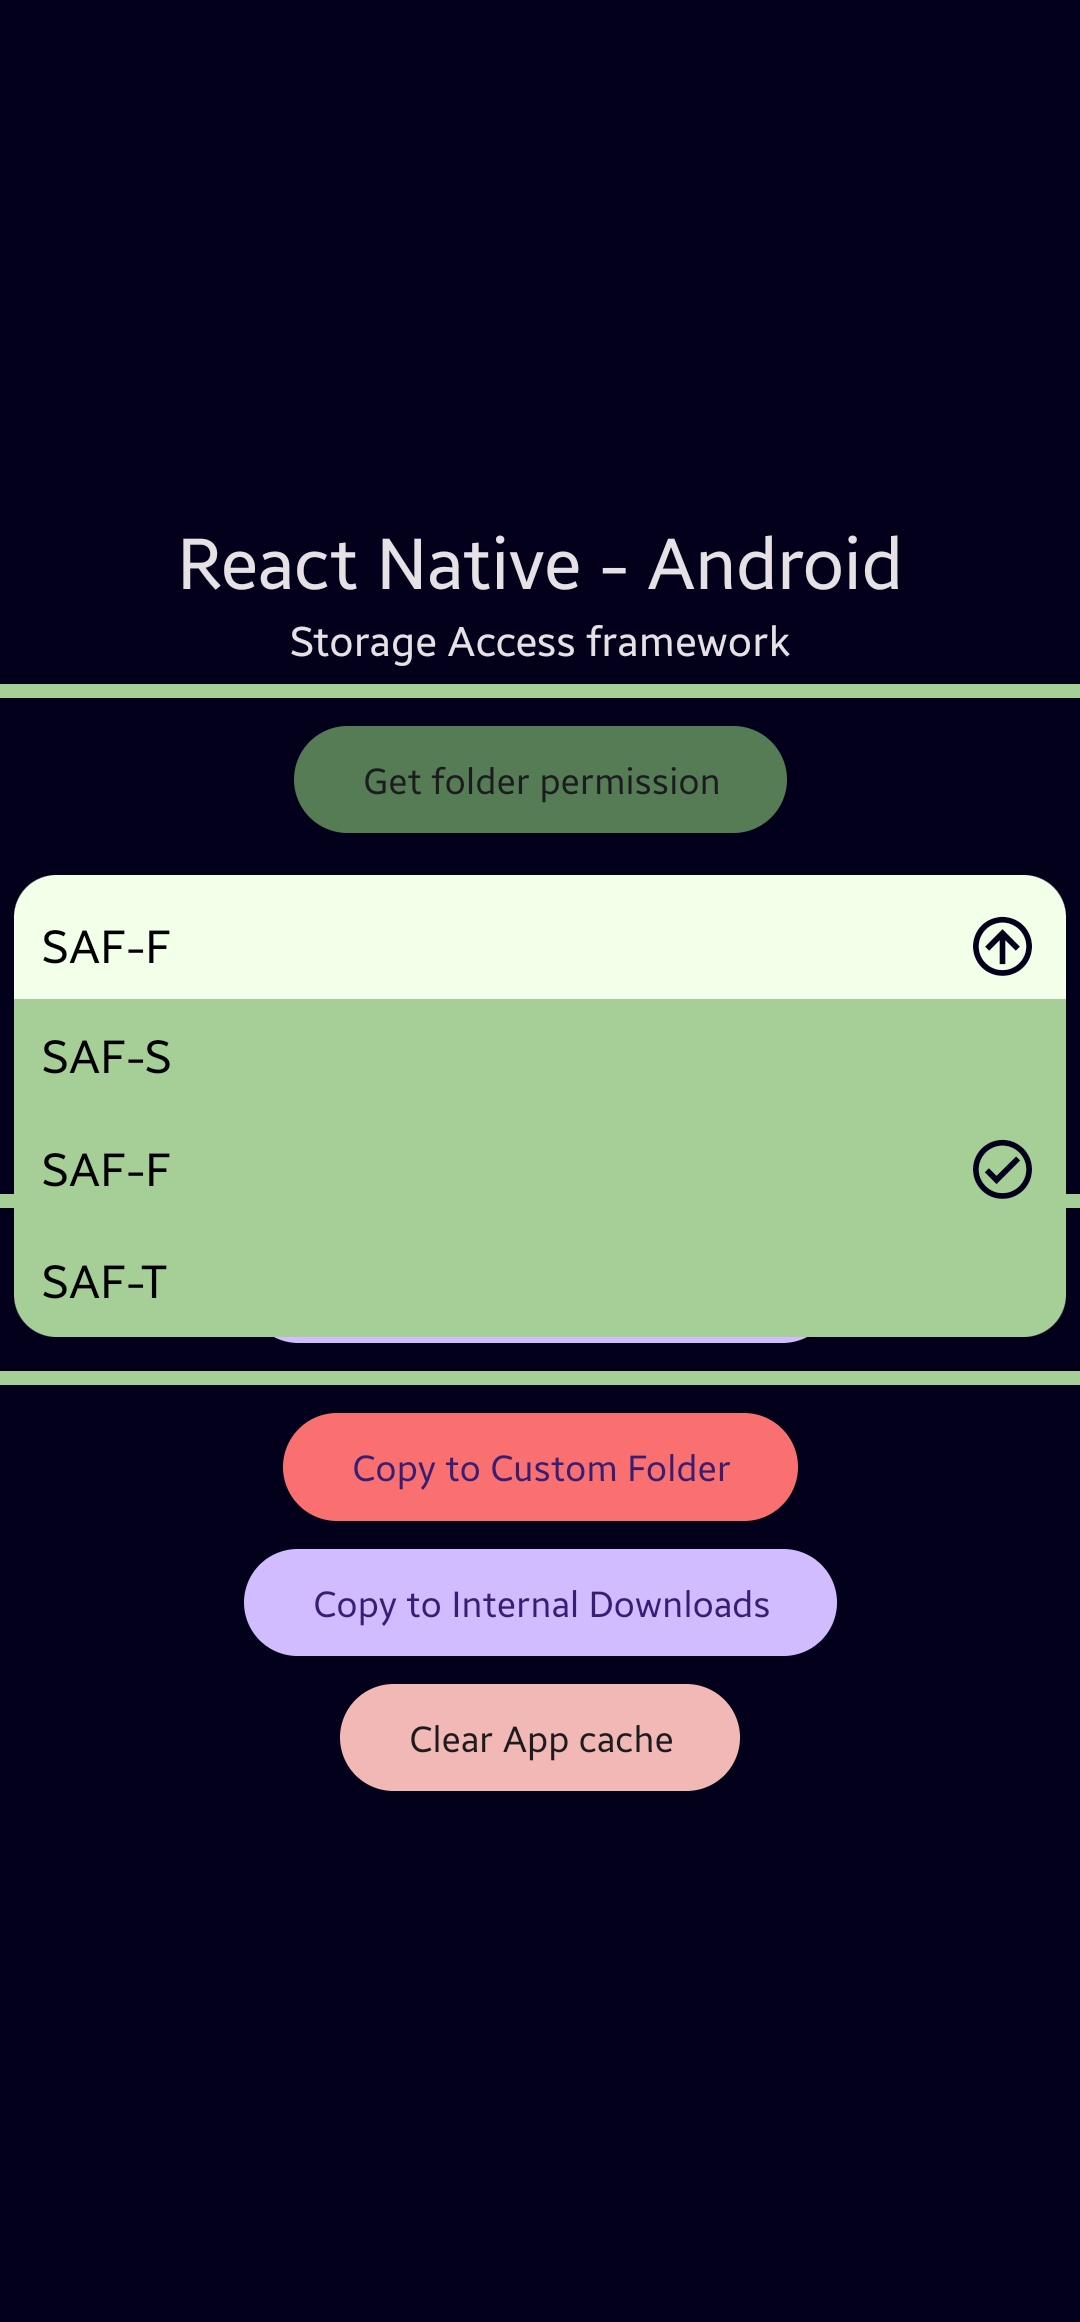 React Native - Android
Storage Access framework
Get folder permission
SAF-F
SAF-S
SAF-F
SAF-T
Copy to Custom Folder
Copy to Internal Downloads
Clear App cache